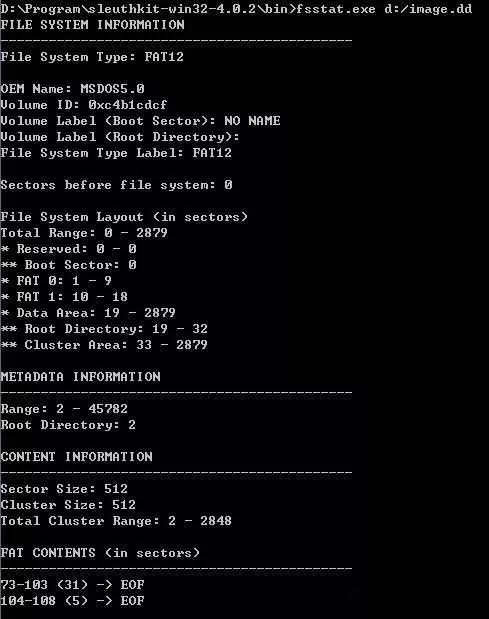 D:\Program\sleuthkit-win32-4.0.2\bin>fsstat.exe d:/image.dd
FILE SYSTEM INFORMATION
--------------------------------------------
File System Type: FAT12

OEM Name: MSDOS5.0
Volume ID: 0xc4b1cdcf
Volume Label (Boot Sector): NO NAME
Volume Label (Root Directory):
File System Type Label: FAT12

Sectors before file system: 0

File System Layout (in sectors)
Total Range: 0 - 2879
* Reserved: 0 - 0
** Boot Sector: 0
* FAT 0: 1 - 9
* FAT 1: 10 - 18
* Data Area: 19 - 2879
** Root Directory: 19 - 32
** Cluster Area: 33 - 2879

METADATA INFORMATION
--------------------------------------------
Range: 2 - 45782
Root Directory: 2

CONTENT INFORMATION
--------------------------------------------
Sector Size: 512
Cluster Size: 512
Total Cluster Range: 2 - 2848

FAT CONTENTS (in sectors)
--------------------------------------------
73-103 (31) -> EOF
104-108 (5) -> EOF